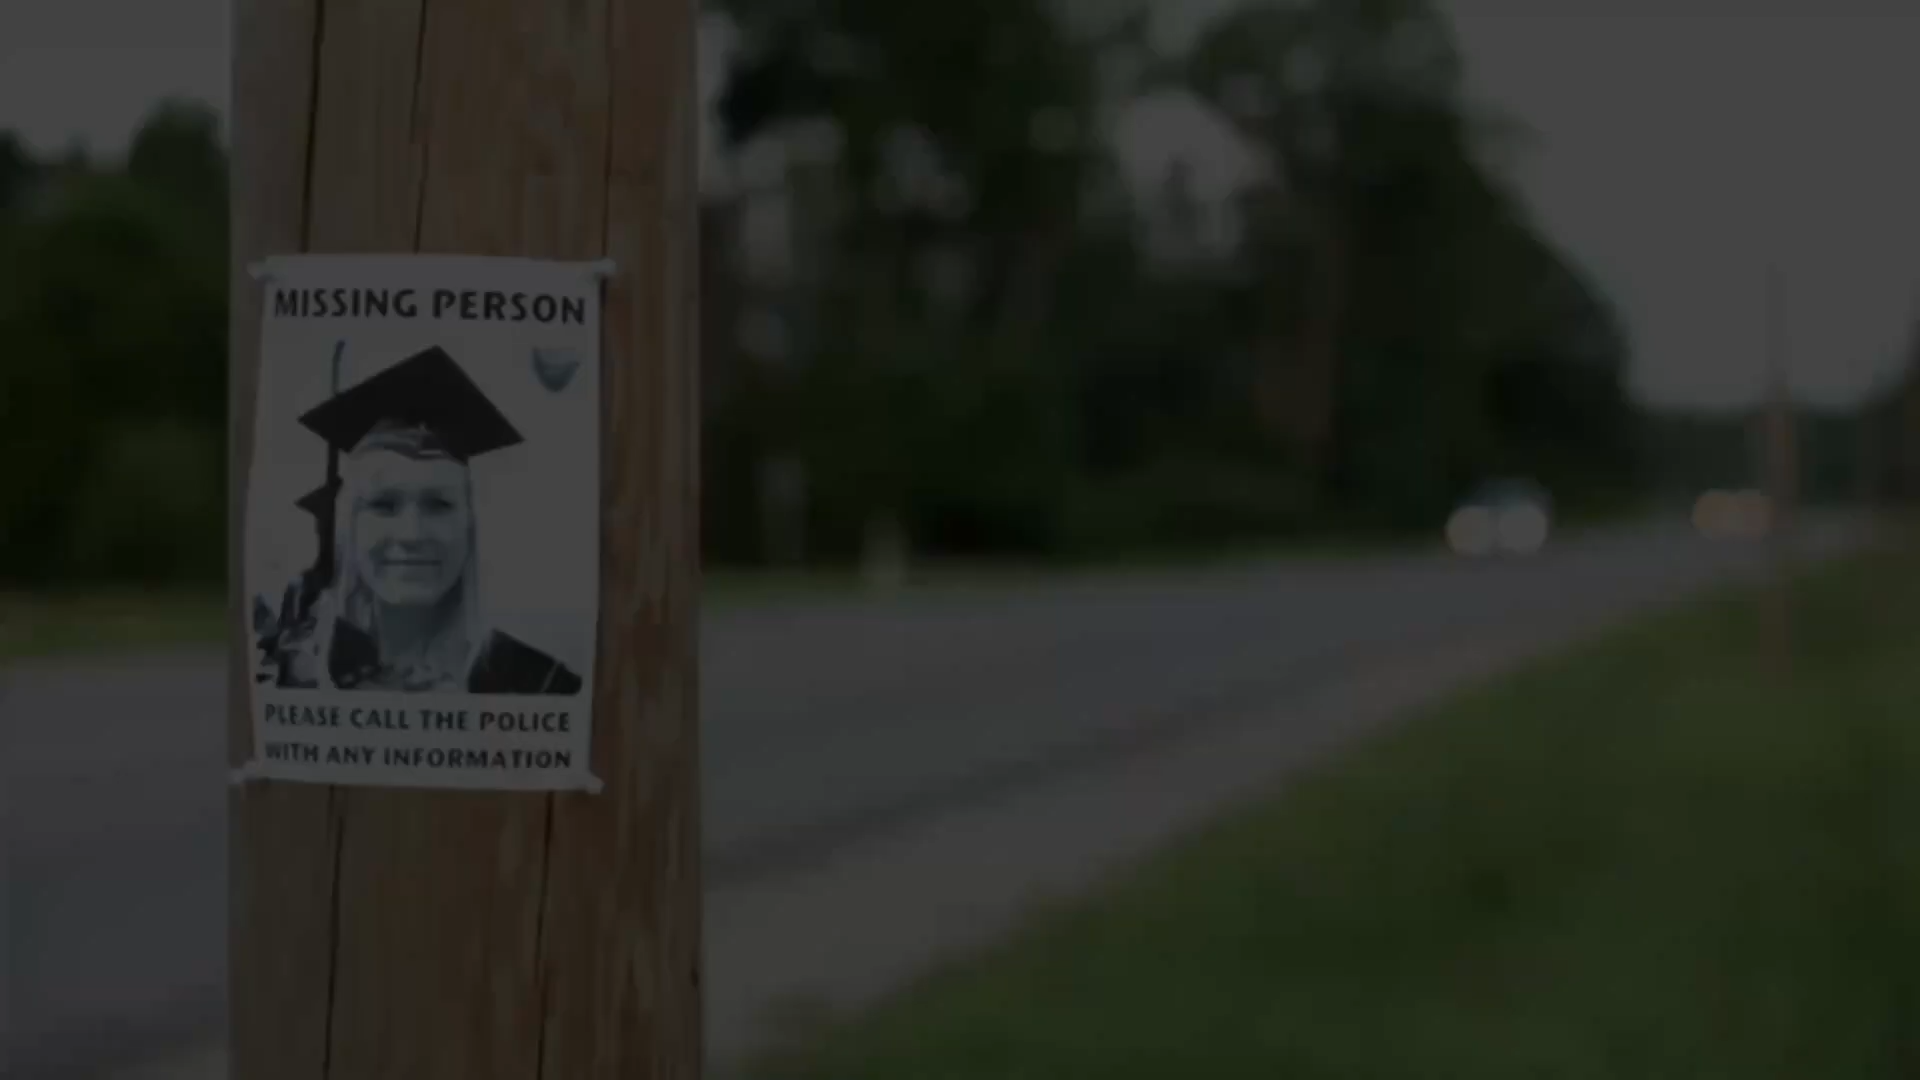 MISSING PERSON
PLEASE CALL THE POLICE
WITH ANY INFORMATION